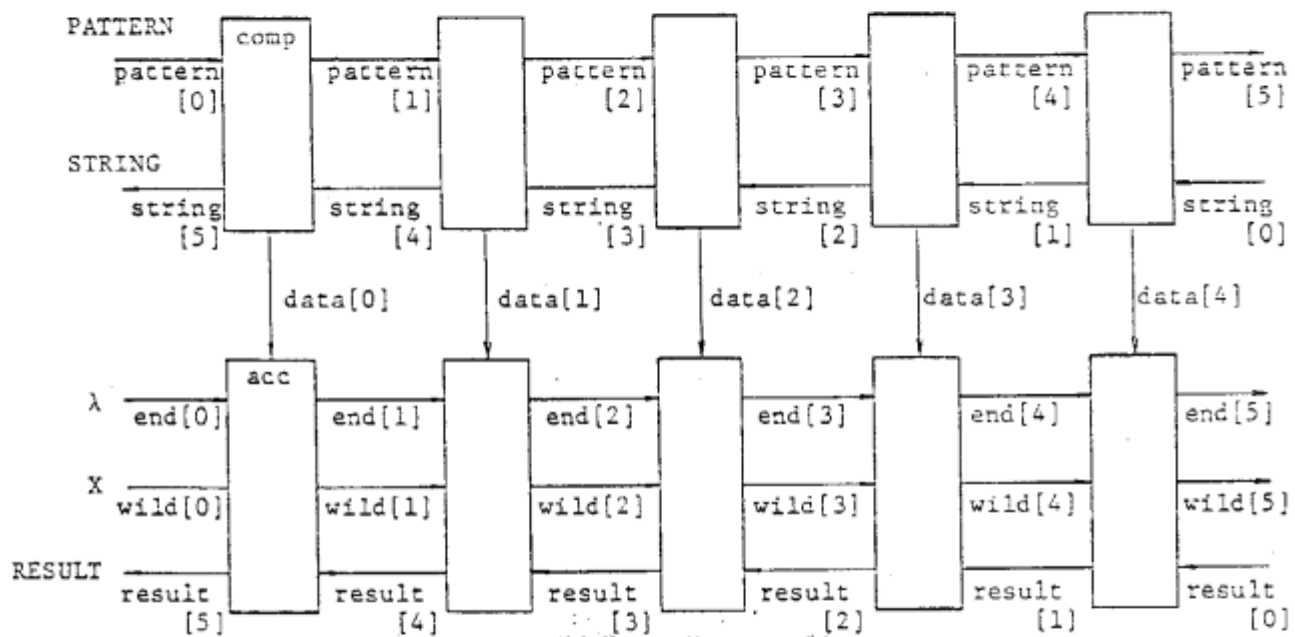 PATTERN
comp
pattern pattern pattern pattern pattern pattern
[0] [1] [2] [3] [4] [5]
STRING
string string string string string string
[5] [4] [3] [2] [1] [0]
data[0] data[1] data[2] data[3] data[4]
acc
λ
end[0] end[1] end[2] end[3] end[4] end[5]
X
wild[0] wild[1] wild[2] wild[3] wild[4] wild[5]
RESULT
result result result result result result
[5] [4] [3] [2] [1] [0]